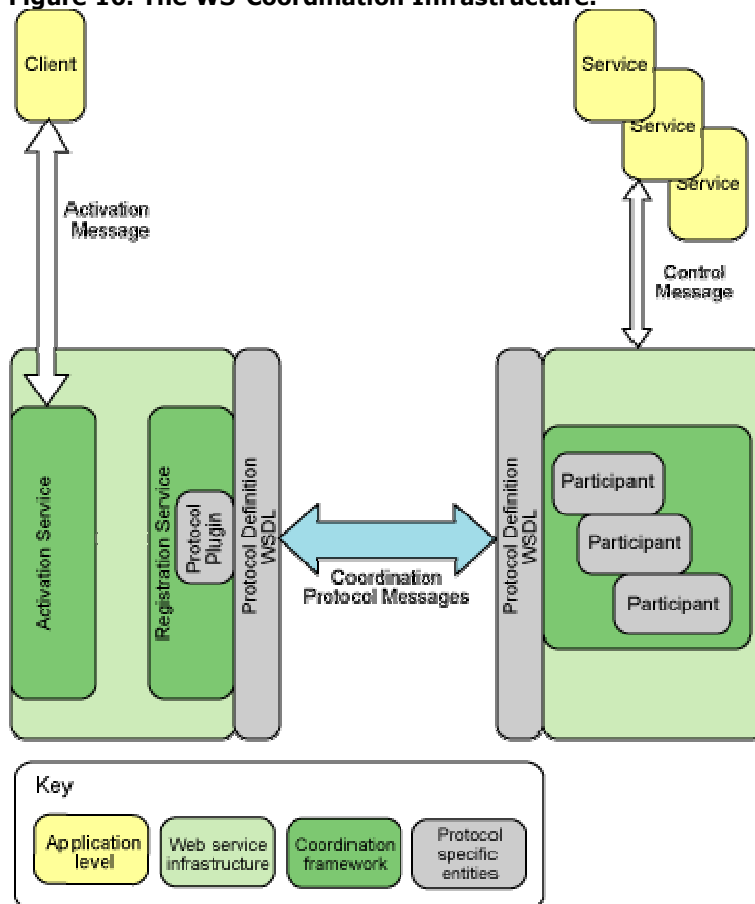 Figure 10. The WS-Coordination Infrastructure.
Client
Service
Service
Service
Activation
Message
Control
Message
Activation Service
Registration Service
Protocol
Plugin
Protocol Definition
WSDL
Coordination
Protocol Messages
Protocol Definition
WSDL
Participant
Participant
Participant
Key
Application
level
Web service
infrastructure
Coordination
framework
Protocol
specific
entities